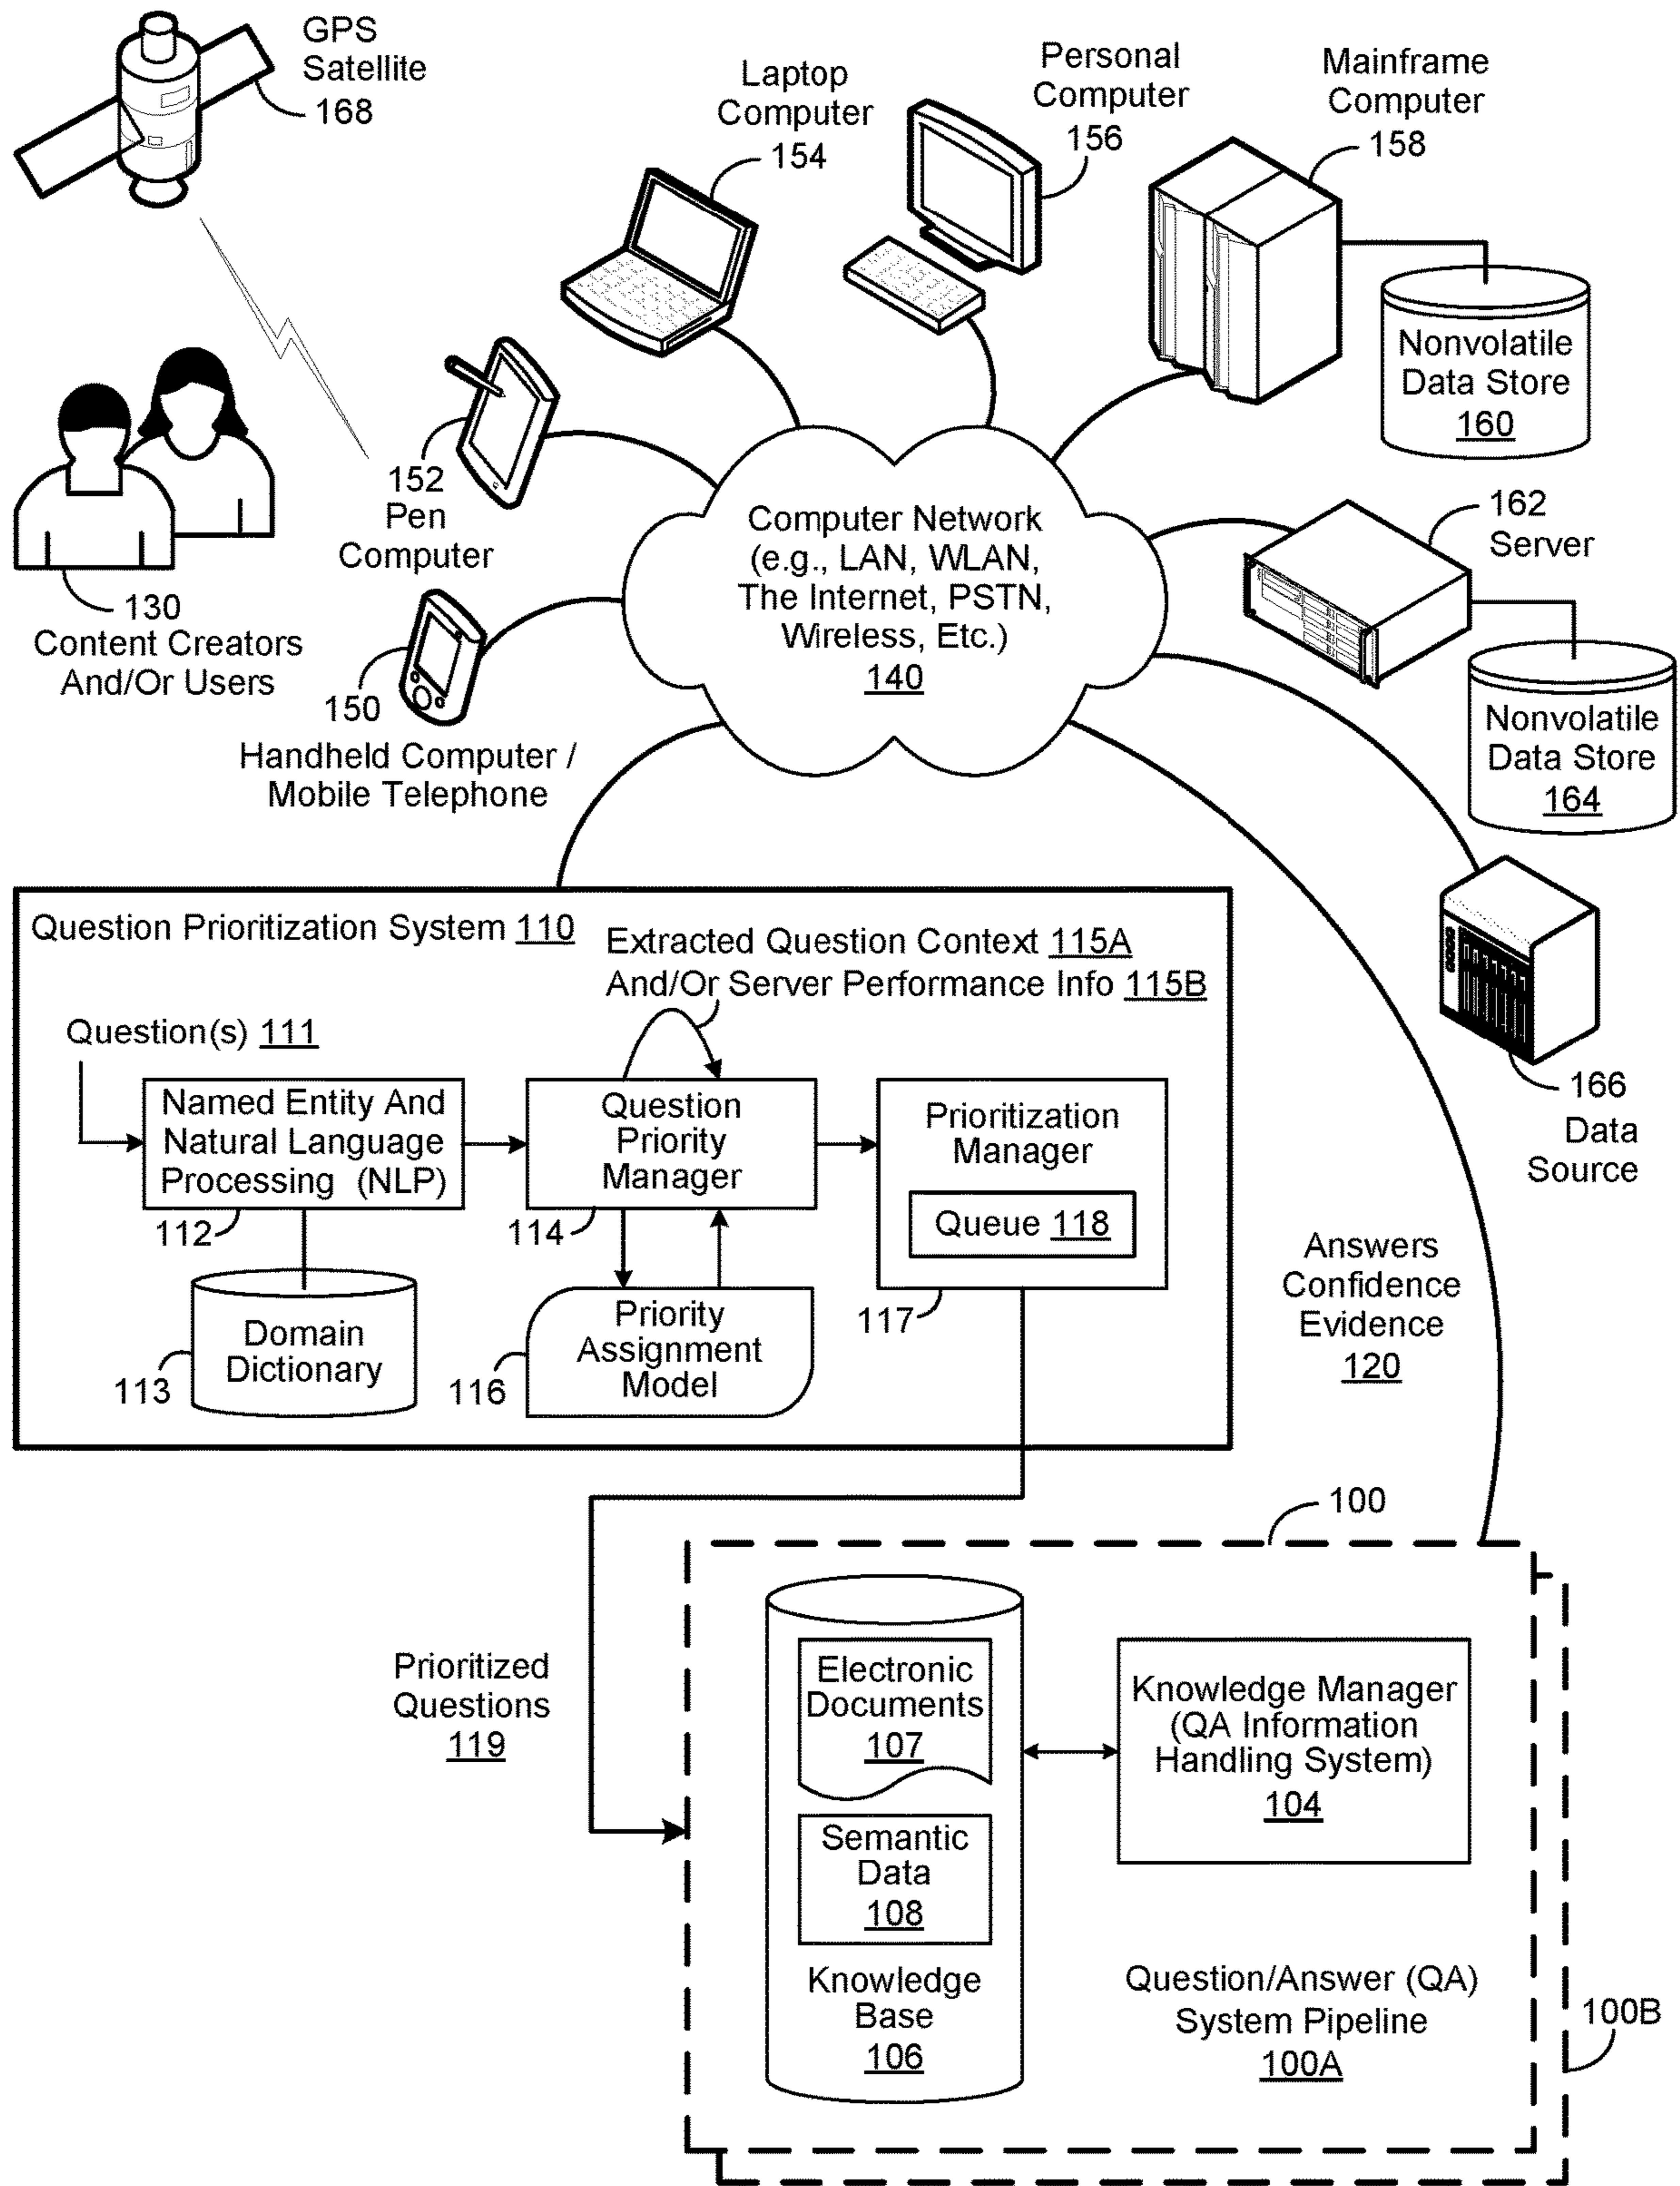 GPS
Satellite
168
Laptop
Computer
154
Personal
Computer
156
Mainframe
Computer
158
Nonvolatile
Data Store
160
152
Pen
Computer
130
Content Creators
And/Or Users
150
Handheld Computer /
Mobile Telephone
Computer Network
(e.g., LAN, WLAN,
The Internet, PSTN,
Wireless, Etc.)
140
162
Server
Nonvolatile
Data Store
164
166
Data
Source
Question Prioritization System 110
Extracted Question Context 115A
And/Or Server Performance Info 115B
Question(s) 111
Named Entity And
Natural Language
Processing (NLP)
112
Domain
Dictionary
113
Question
Priority
Manager
114
Priority
Assignment
Model
116
Prioritization
Manager
Queue 118
117
Answers
Confidence
Evidence
120
Prioritized
Questions
119
100
Electronic
Documents
107
Semantic
Data
108
Knowledge
Base
106
Knowledge Manager
(QA Information
Handling System)
104
Question/Answer (QA)
System Pipeline
100A
100B